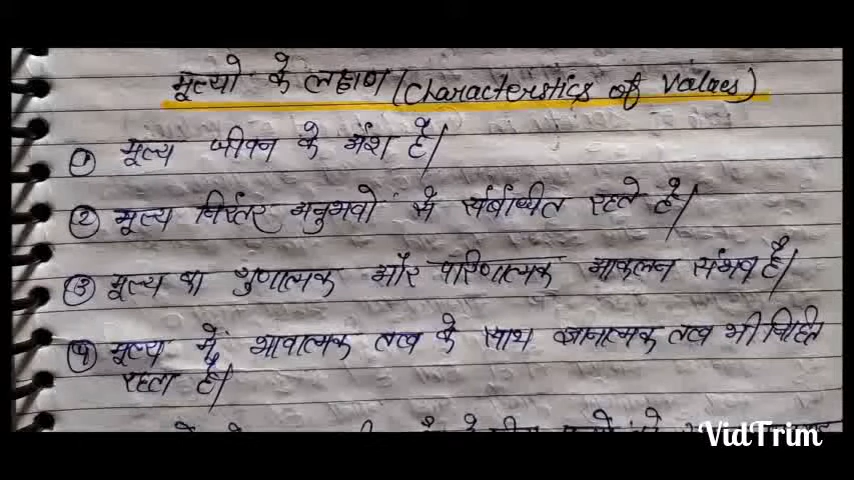 मूल्यो के लक्षण (Characterstics of Values)
① मूल्य जीवन के अंश है।
② मूल्य निरंतर अनुभवो से संबंधित रहते है।
③ मूल्य का गुणात्मक और परिणात्मक आकलन संभव है।
④ मूल्य में भावात्मक तत्व के साथ ज्ञानात्मक तत्व भी निहित
रहता है।
VidTrim